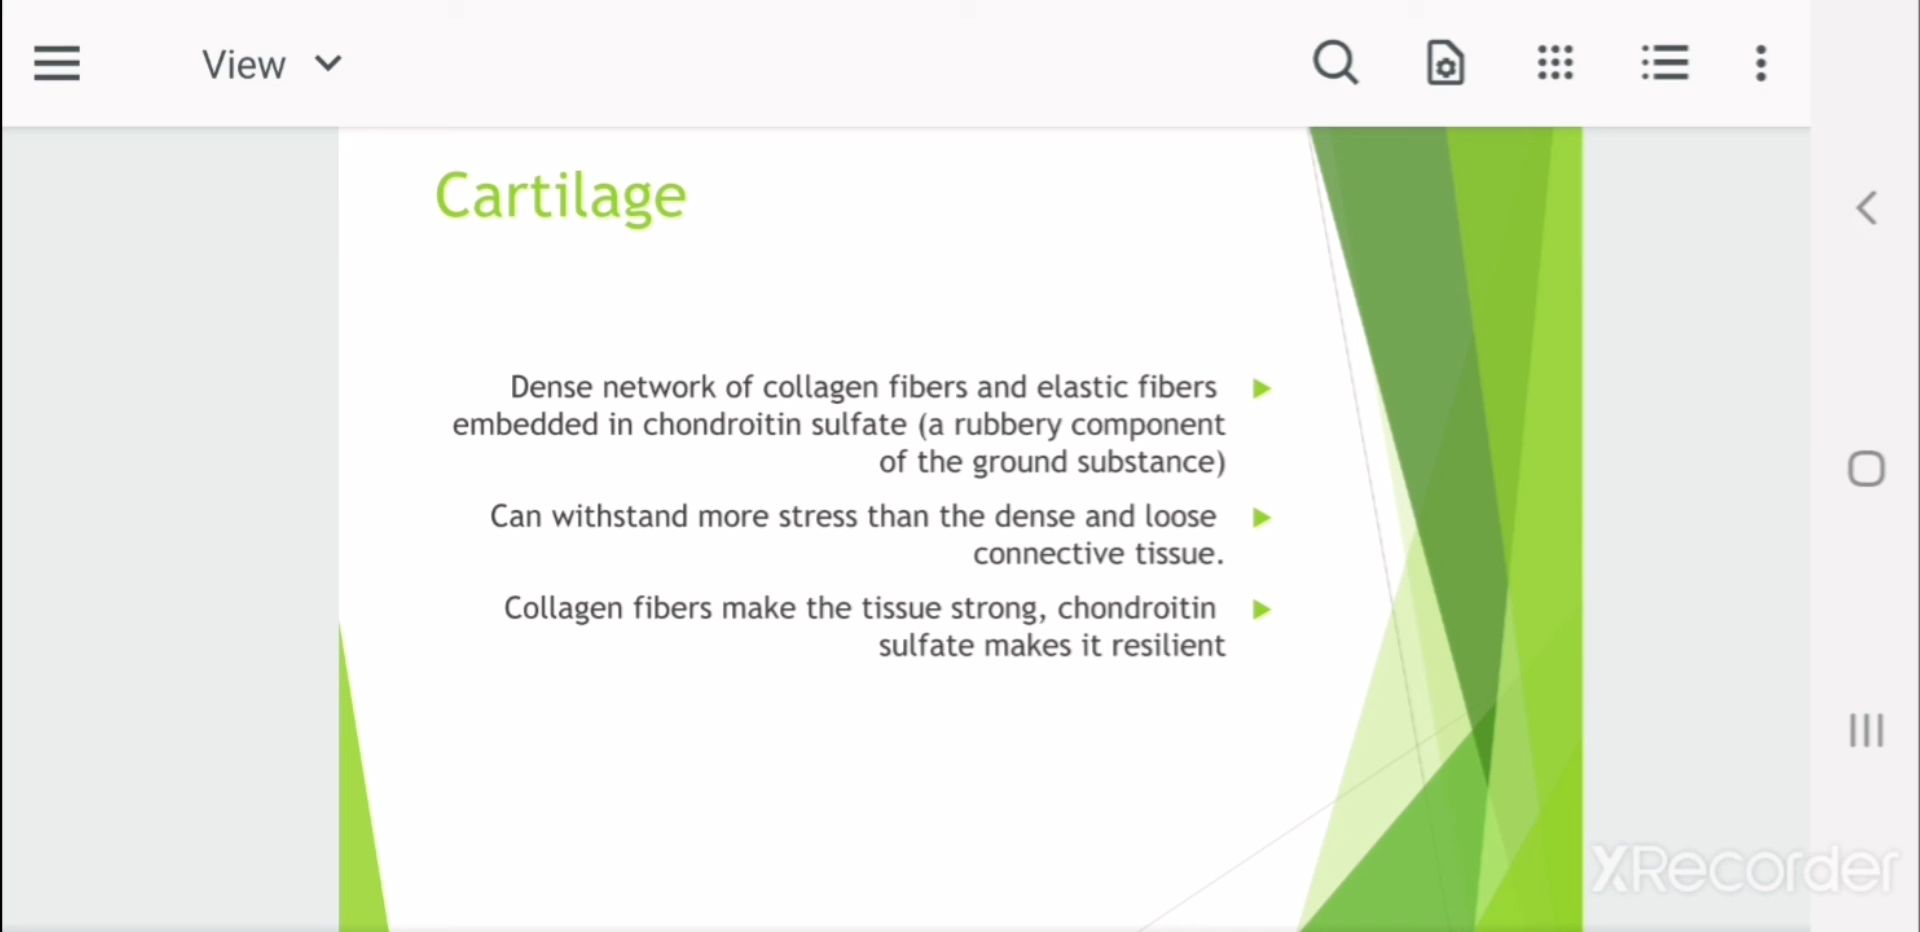 View
Cartilage
Dense network of collagen fibers and elastic fibers
embedded in chondroitin sulfate (a rubbery component
of the ground substance)
Can withstand more stress than the dense and loose
connective tissue.
Collagen fibers make the tissue strong, chondroitin
sulfate makes it resilient
XRecorder